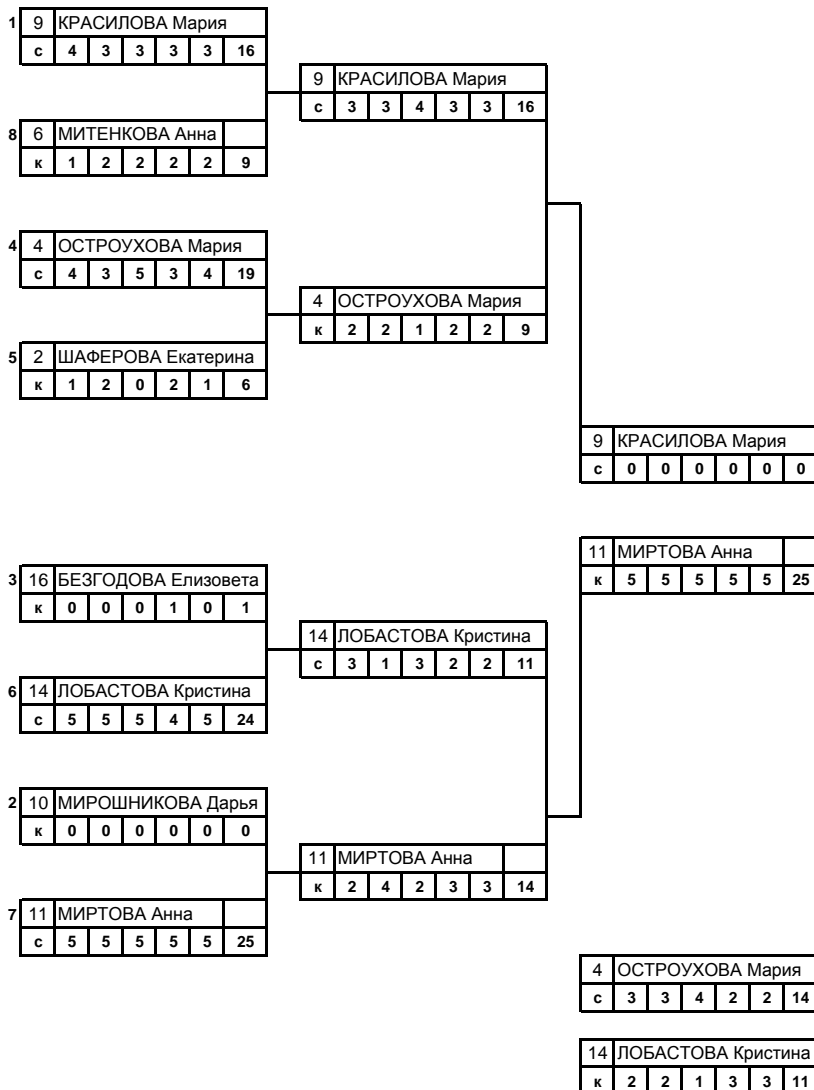 1 9 КРАСИЛОВА Мария
с 4 3 3 3 3 16
8 6 МИТЕНКОВА Анна
к 1 2 2 2 2 9
4 4 ОСТРОУХОВА Мария
с 4 3 5 3 4 19
5 2 ШАФЕРОВА Екатерина
к 1 2 0 2 1 6
3 16 БЕЗГОДОВА Елизовета
к 0 0 0 1 0 1
6 14 ЛОБАСТОВА Кристина
с 5 5 5 4 5 24
2 10 МИРОШНИКОВА Дарья
к 0 0 0 0 0 0
7 11 МИРТОВА Анна
с 5 5 5 5 5 25
9 КРАСИЛОВА Мария
с 3 3 4 3 3 16
4 ОСТРОУХОВА Мария
к 2 2 1 2 2 9
14 ЛОБАСТОВА Кристина
с 3 1 3 2 2 11
11 МИРТОВА Анна
к 2 4 2 3 3 14
9 КРАСИЛОВА Мария
с 0 0 0 0 0 0
11 МИРТОВА Анна
к 5 5 5 5 5 25
4 ОСТРОУХОВА Мария
с 3 3 4 2 2 14
14 ЛОБАСТОВА Кристина
к 2 2 1 3 3 11